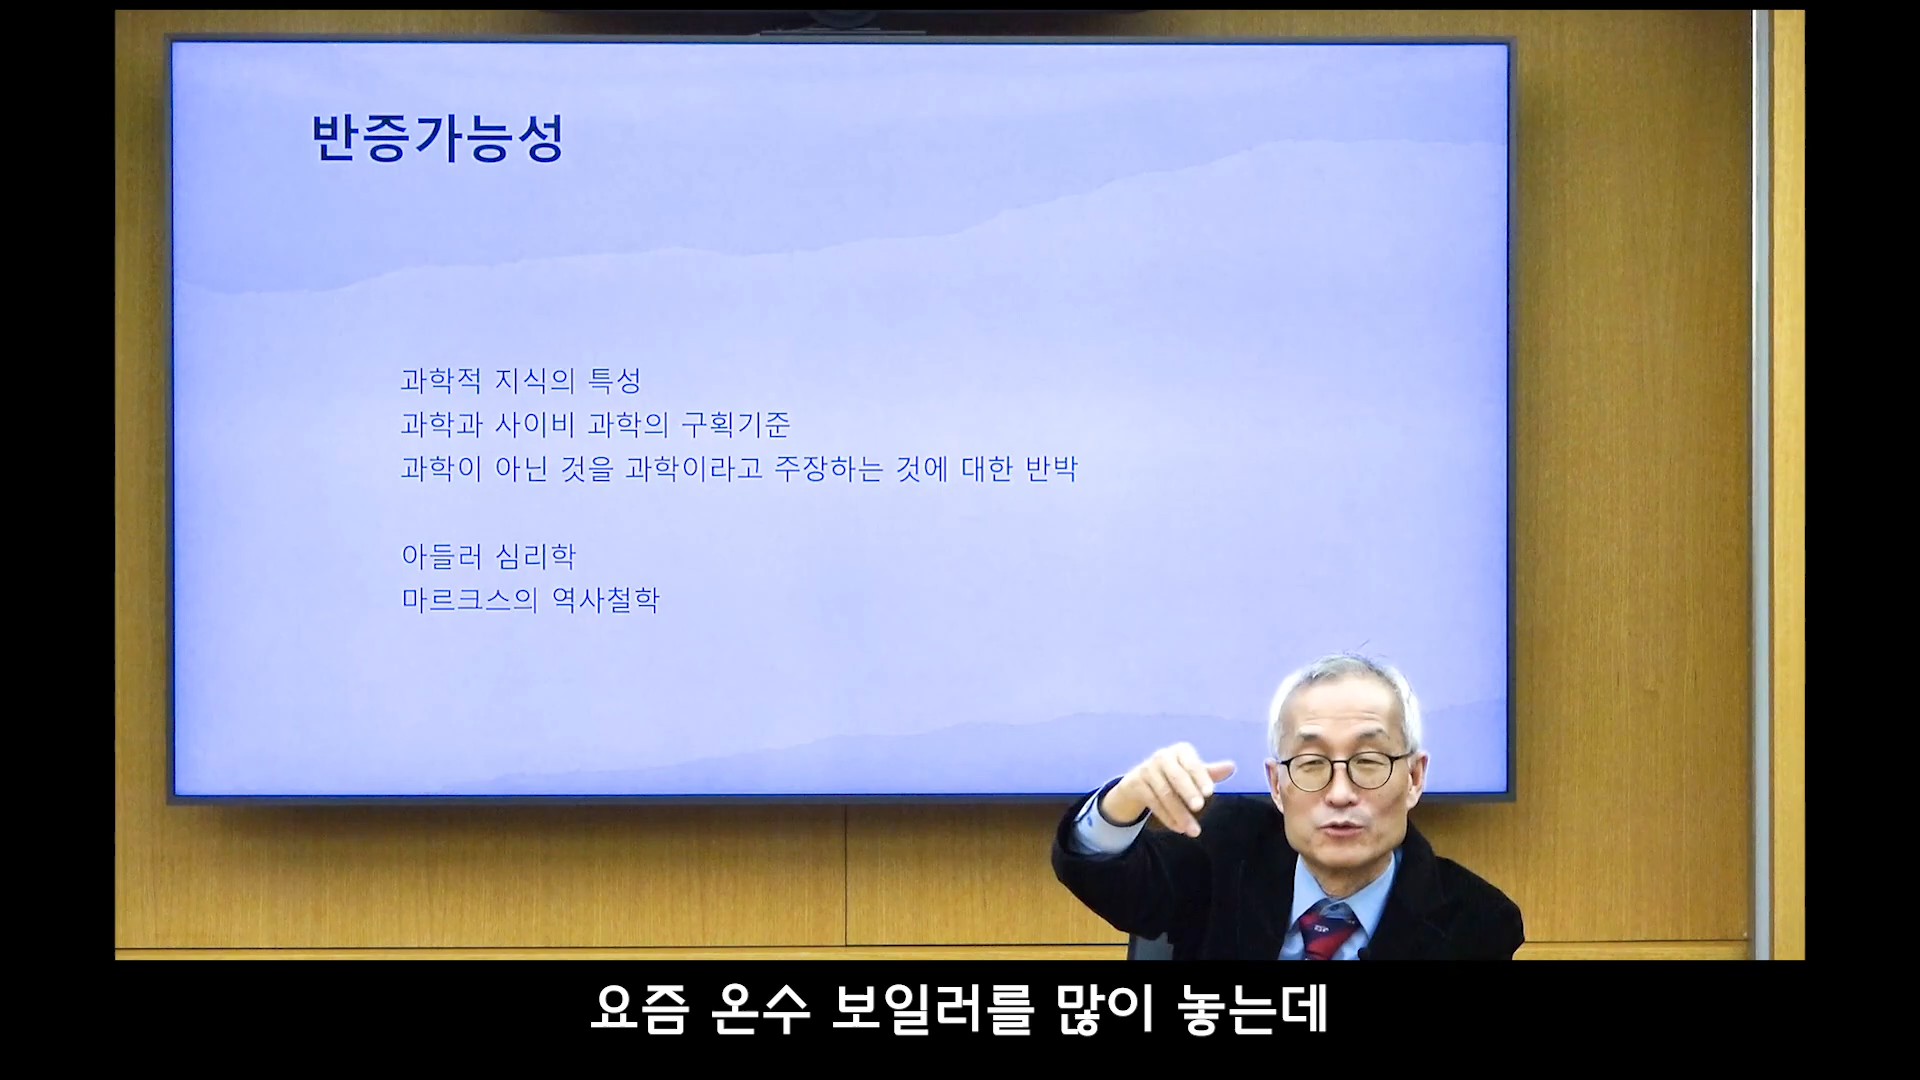 반증가능성
과학적 지식의 특성
과학과 사이비 과학의 구획기준
과학이 아닌 것을 과학이라고 주장하는 것에 대한 반박
아들러 심리학
마르크스의 역사철학
요즘 온수 보일러를 많이 놓는데